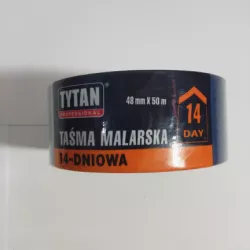 TYTAN
PROFESSIONAL
48 mm X 50 m
14
DAY
TAŚMA MALARSKA
14-DNIOWA